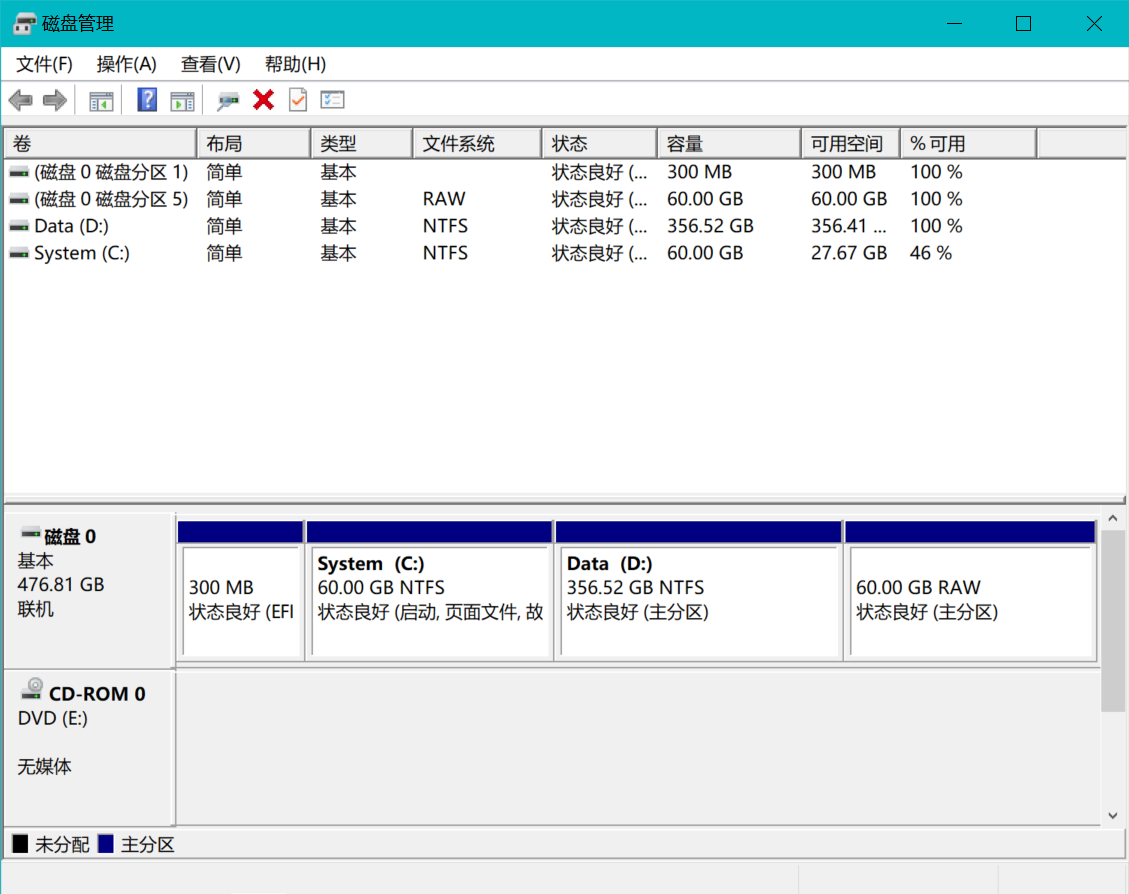 磁盘管理
文件(F) 操作(A) 查看(V) 帮助(H)
卷 布局 类型 文件系统 状态 容量 可用空间 % 可用
(磁盘 0 磁盘分区 1) 简单 基本 状态良好 (... 300 MB 300 MB 100 %
(磁盘 0 磁盘分区 5) 简单 基本 RAW 状态良好 (... 60.00 GB 60.00 GB 100 %
Data (D:) 简单 基本 NTFS 状态良好 (... 356.52 GB 356.41 ... 100 %
System (C:) 简单 基本 NTFS 状态良好 (... 60.00 GB 27.67 GB 46 %
磁盘 0
基本
476.81 GB
联机
300 MB
状态良好 (EFI
System (C:)
60.00 GB NTFS
状态良好 (启动, 页面文件, 故
Data (D:)
356.52 GB NTFS
状态良好 (主分区)
60.00 GB RAW
状态良好 (主分区)
CD-ROM 0
DVD (E:)
无媒体
未分配 主分区